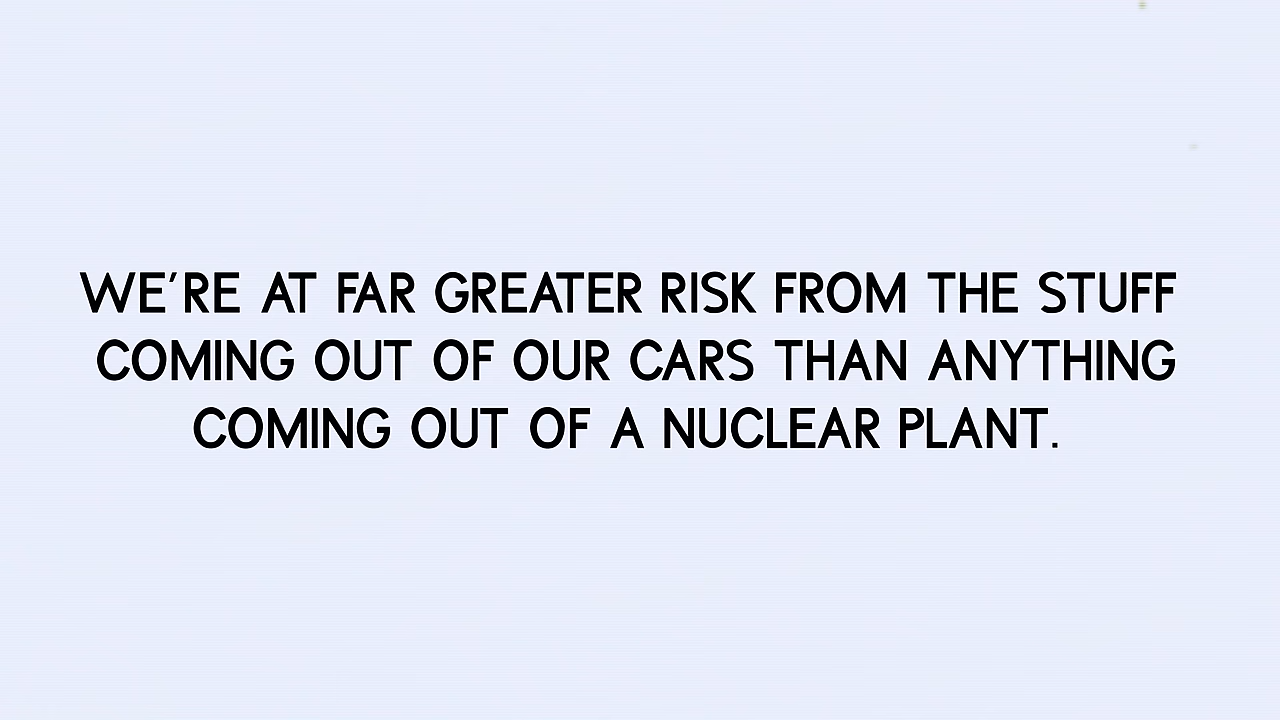 WE'RE AT FAR GREATER RISK FROM THE STUFF
COMING OUT OF OUR CARS THAN ANYTHING
COMING OUT OF A NUCLEAR PLANT.